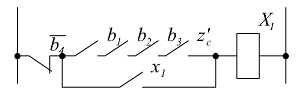 b̅₄ b₁ b₂ b₃ z'c X₁
x₁